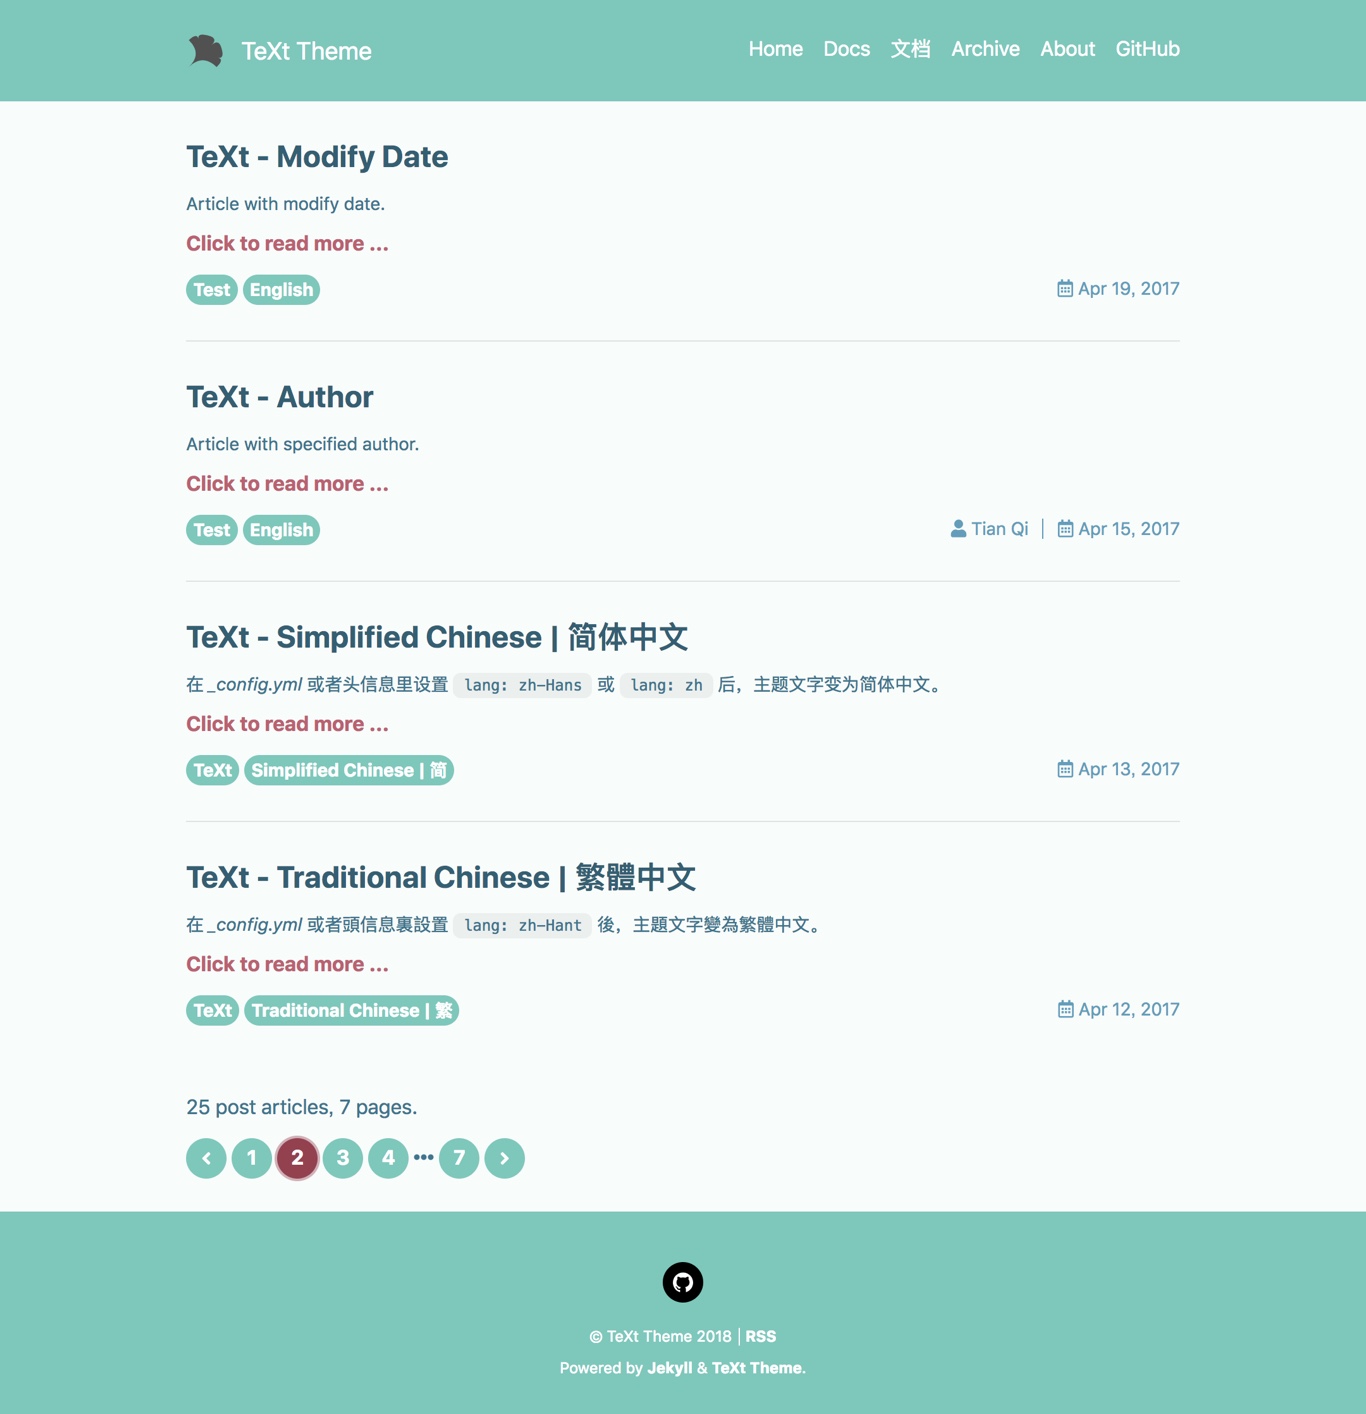 TeXt Theme
Home Docs 文档 Archive About GitHub
TeXt - Modify Date
Article with modify date.
Click to read more ...
Test English Apr 19, 2017
TeXt - Author
Article with specified author.
Click to read more ...
Test English Tian Qi | Apr 15, 2017
TeXt - Simplified Chinese | 简体中文
在 _config.yml 或者头信息里设置 lang: zh-Hans 或 lang: zh 后，主题文字变为简体中文。
Click to read more ...
TeXt Simplified Chinese | 简 Apr 13, 2017
TeXt - Traditional Chinese | 繁體中文
在 _config.yml 或者頭信息裏設置 lang: zh-Hant 後，主題文字變為繁體中文。
Click to read more ...
TeXt Traditional Chinese | 繁 Apr 12, 2017
25 post articles, 7 pages.
1 2 3 4 ••• 7
© TeXt Theme 2018 | RSS
Powered by Jekyll & TeXt Theme.